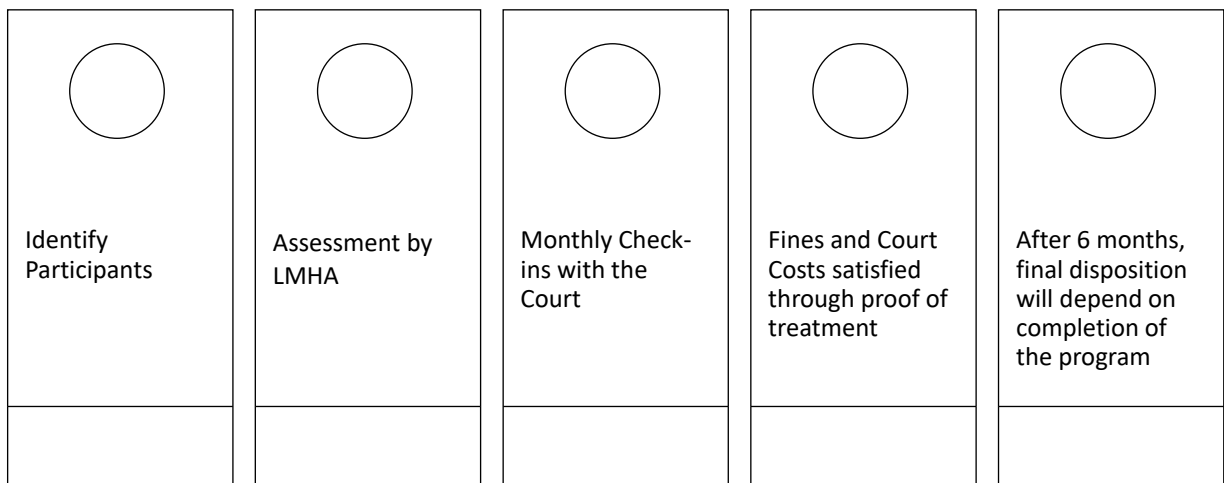 Identify
Participants
Assessment by
LMHA
Monthly Check-
ins with the
Court
Fines and Court
Costs satisfied
through proof of
treatment
After 6 months,
final disposition
will depend on
completion of
the program